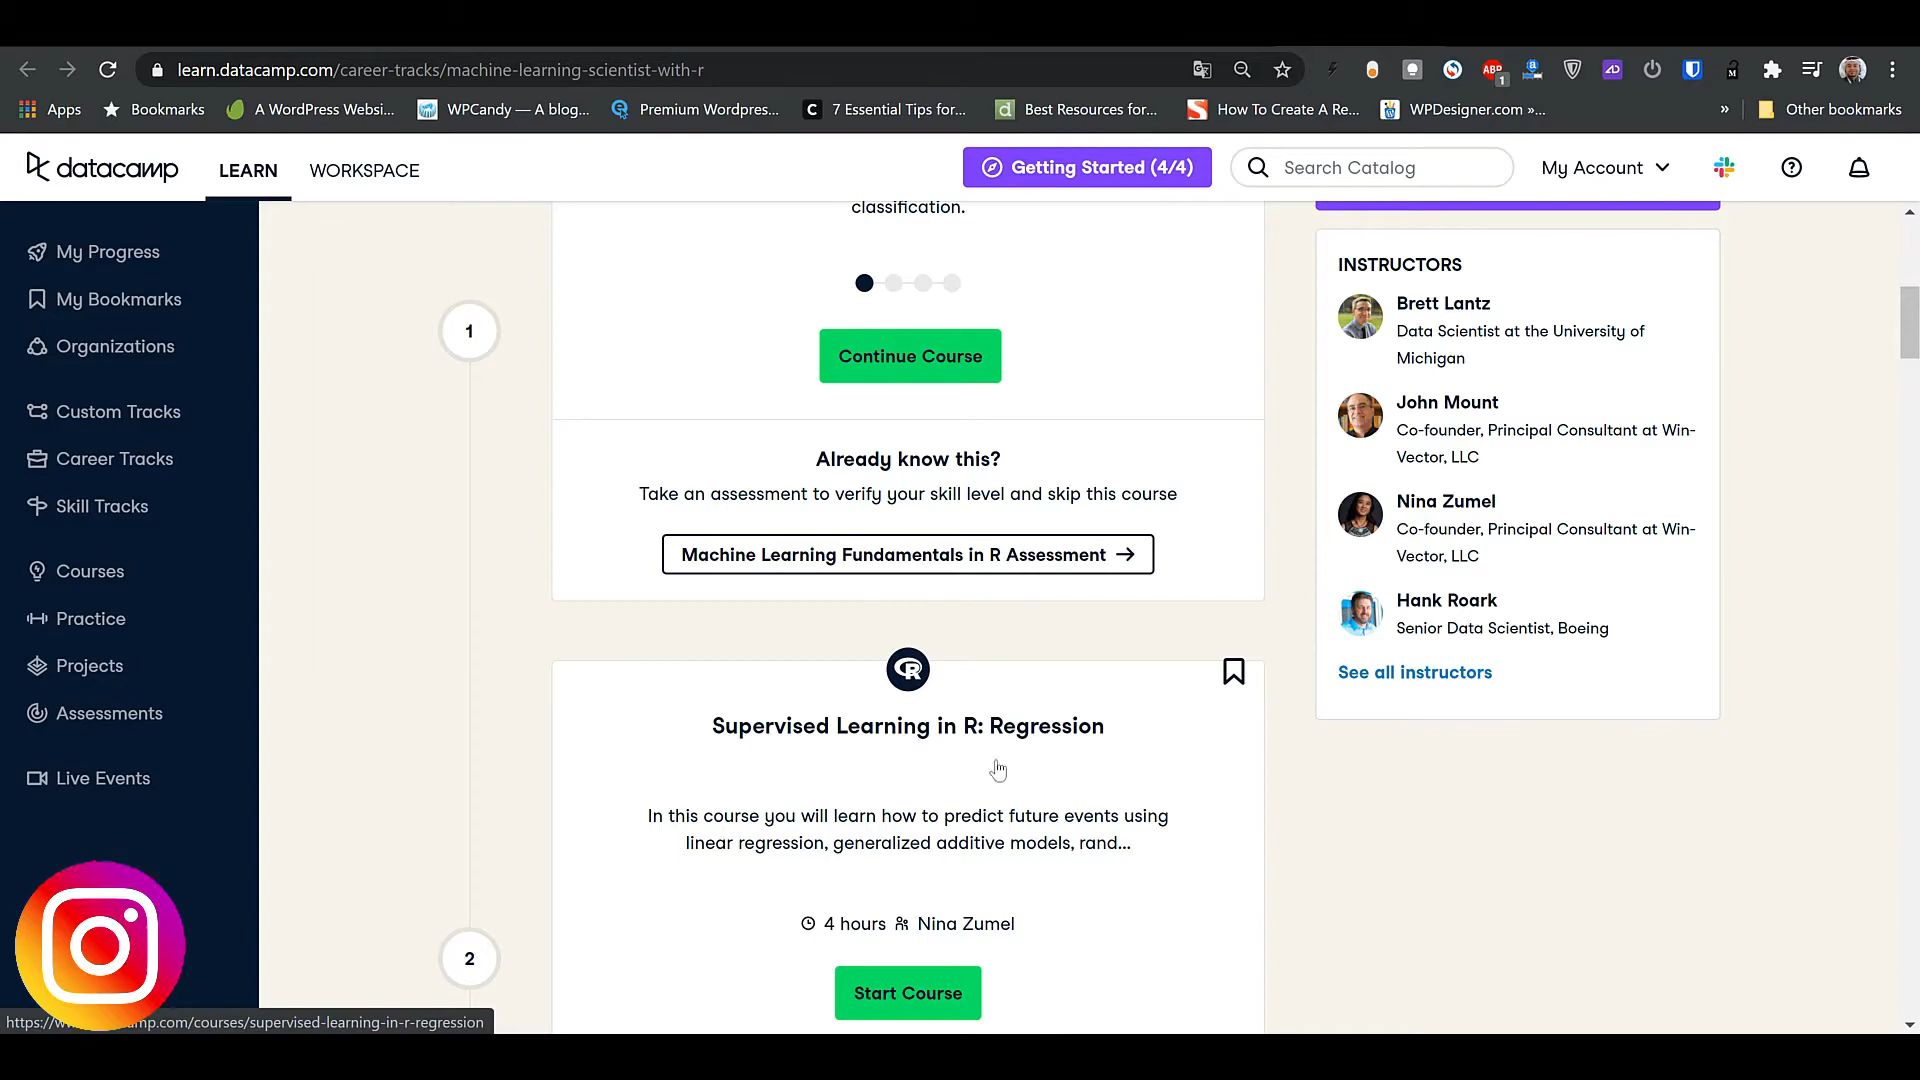 learn.datacamp.com/career-tracks/machine-learning-scientist-with-r
ABP
1
Apps
Bookmarks
A WordPress Websi...
WPCandy — A blog...
Premium Wordpres...
7 Essential Tips for...
Best Resources for...
How To Create A Re...
WPDesigner.com »...
»
Other bookmarks
datacamp
LEARN
WORKSPACE
Getting Started (4/4)
Search Catalog
My Account
My Progress
My Bookmarks
Organizations
Custom Tracks
Career Tracks
Skill Tracks
Courses
Practice
Projects
Assessments
Live Events
classification.
1
Continue Course
Already know this?
Take an assessment to verify your skill level and skip this course
Machine Learning Fundamentals in R Assessment →
Supervised Learning in R: Regression
In this course you will learn how to predict future events using
linear regression, generalized additive models, rand...
4 hours Nina Zumel
2
Start Course
INSTRUCTORS
Brett Lantz
Data Scientist at the University of
Michigan
John Mount
Co-founder, Principal Consultant at Win-
Vector, LLC
Nina Zumel
Co-founder, Principal Consultant at Win-
Vector, LLC
Hank Roark
Senior Data Scientist, Boeing
See all instructors
https://w amp.com/courses/supervised-learning-in-r-regression